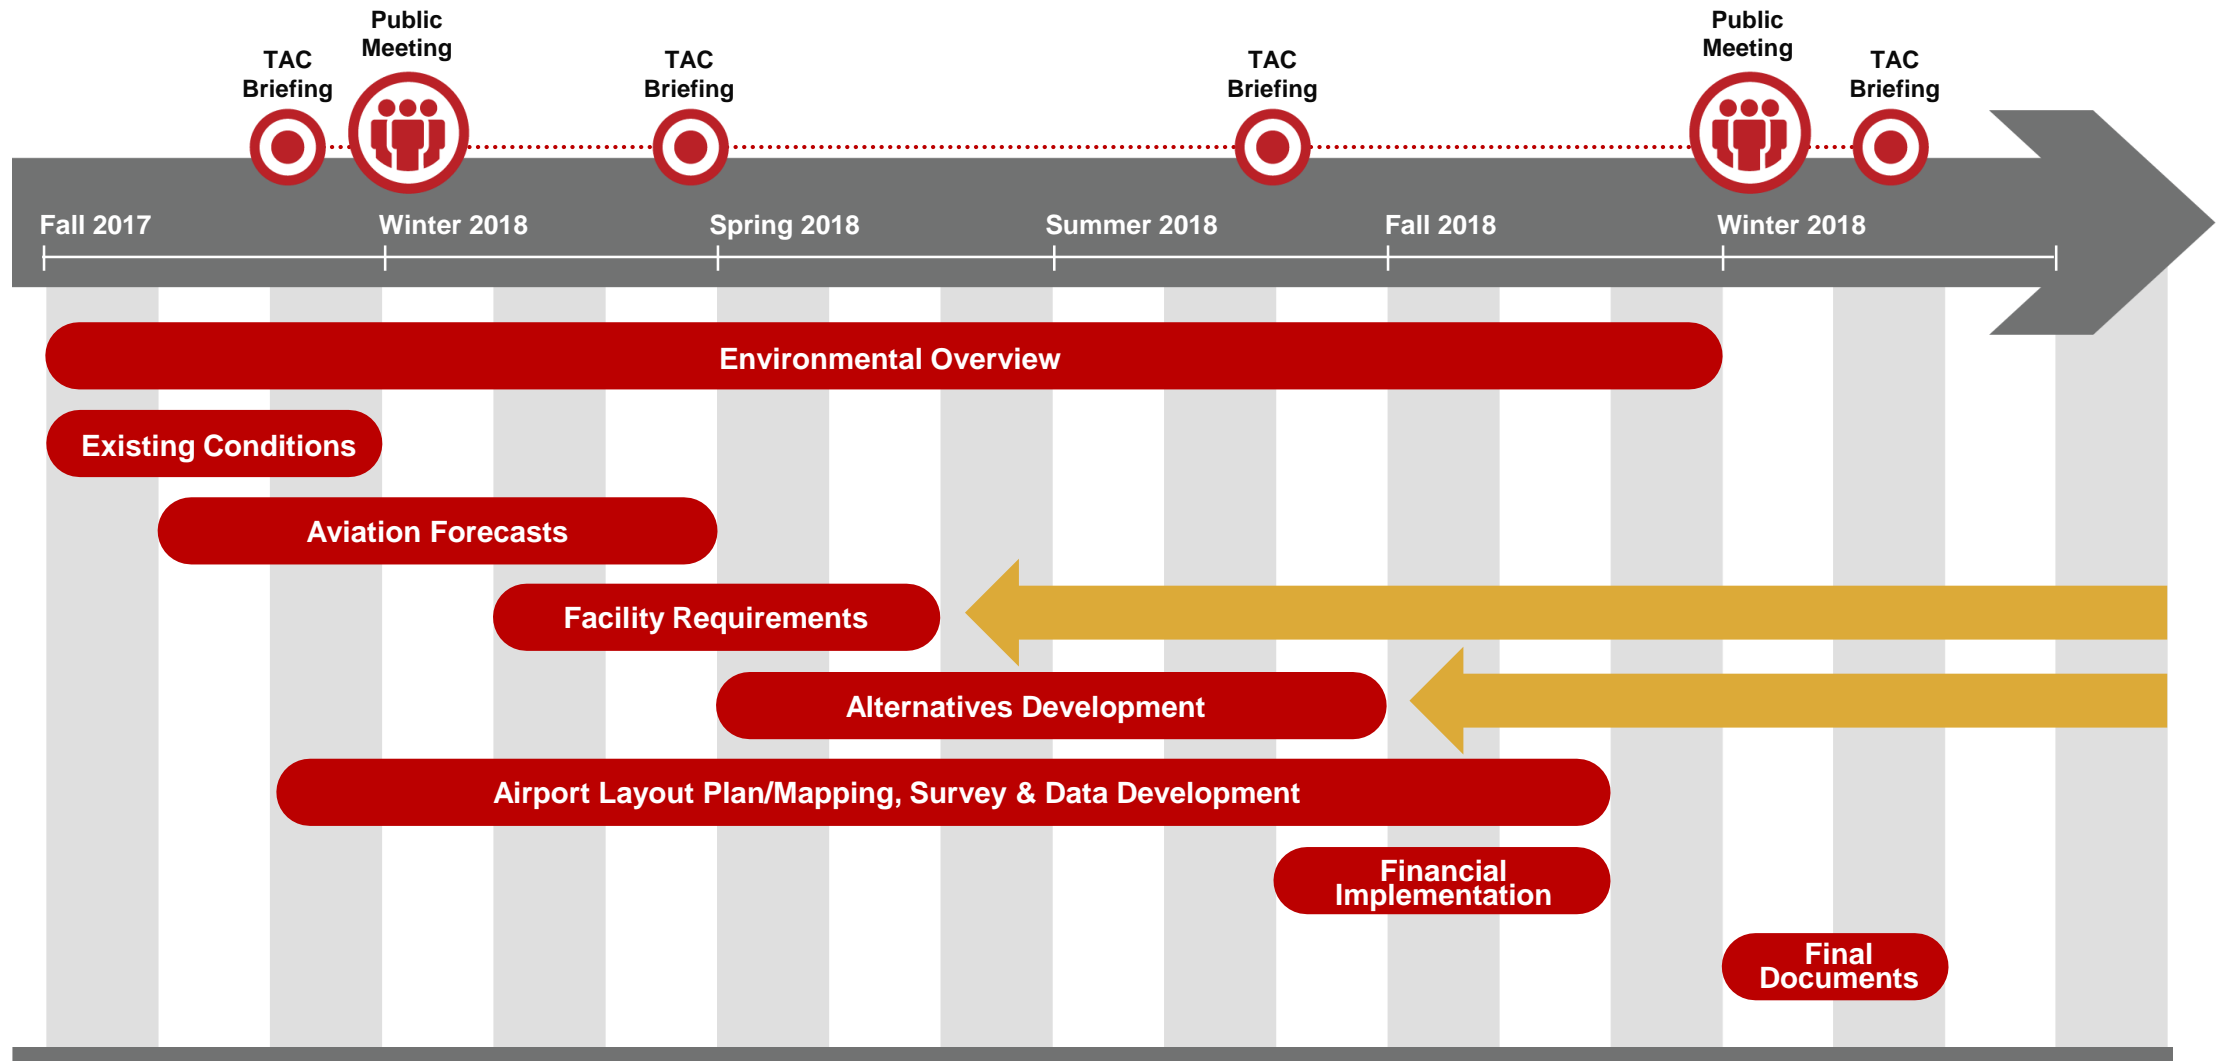 Public
Meeting
TAC
Briefing
TAC
Briefing
TAC
Briefing
Public
Meeting
TAC
Briefing
Fall 2017
Winter 2018
Spring 2018
Summer 2018
Fall 2018
Winter 2018
Environmental Overview
Existing Conditions
Aviation Forecasts
Facility Requirements
Alternatives Development
Airport Layout Plan/Mapping, Survey & Data Development
Financial
Implementation
Final
Documents